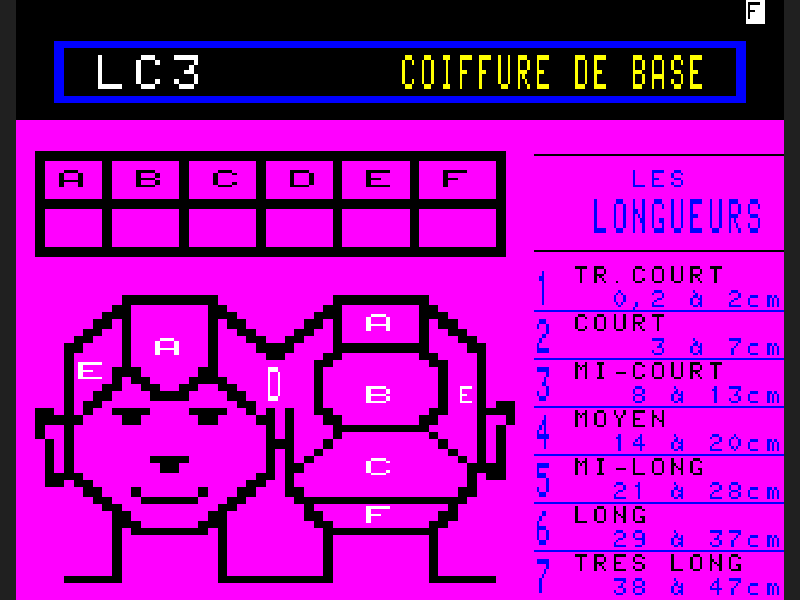 F
LC3 COIFFURE DE BASE
A B C D E F
LES
LONGUEURS
1 TR.COURT
0,2 à 2cm
2 COURT
3 à 7cm
3 MI-COURT
8 à 13cm
4 MOYEN
14 à 20cm
5 MI-LONG
21 à 28cm
6 LONG
29 à 37cm
7 TRES LONG
38 à 47cm
A
A
E
D
B
E
C
F